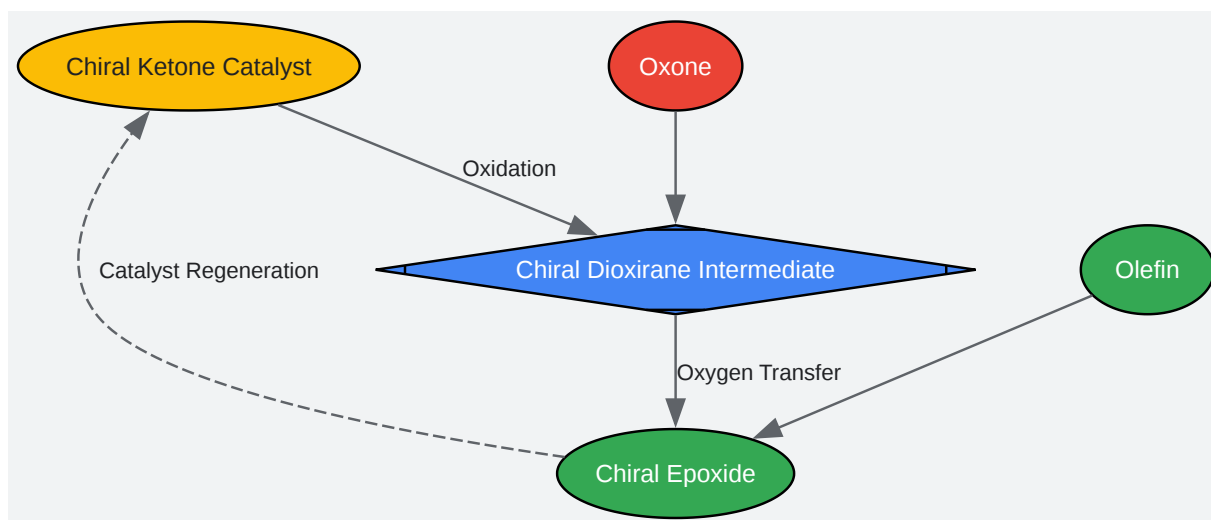 Chiral Ketone Catalyst
Oxone
Oxidation
Catalyst Regeneration
Chiral Dioxirane Intermediate
Olefin
Oxygen Transfer
Chiral Epoxide